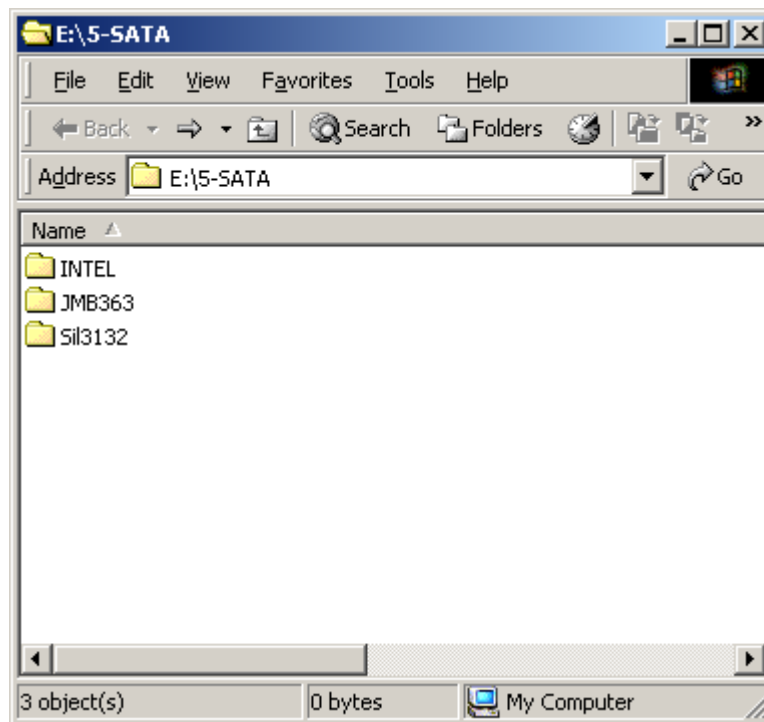 E:\5-SATA
File Edit View Favorites Tools Help
Back Search Folders »
Address E:\5-SATA Go
Name
INTEL
JMB363
Sil3132
3 object(s) 0 bytes My Computer